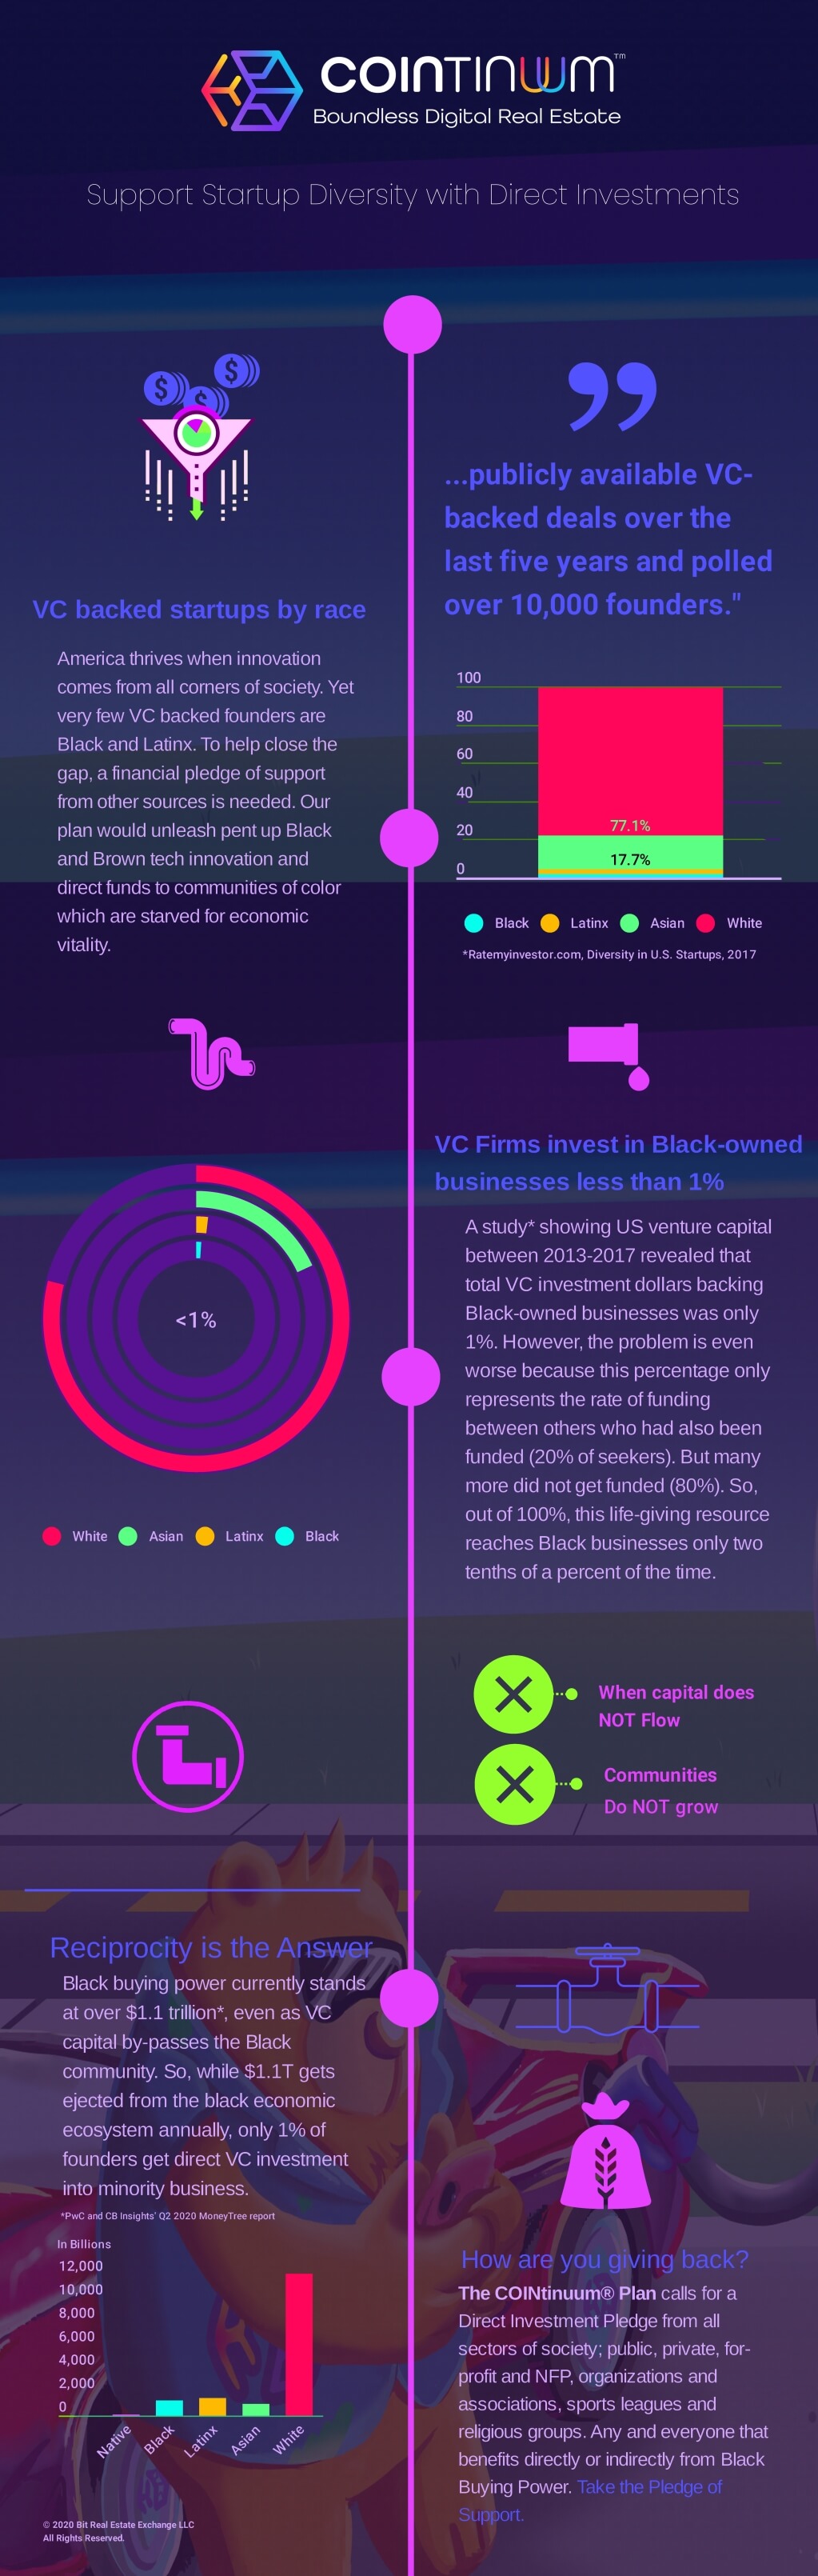 COINTINUUM™
Boundless Digital Real Estate
Support Startup Diversity with Direct Investments
$ $ $
VC backed startups by race
America thrives when innovation
comes from all corners of society. Yet
very few VC backed founders are
Black and Latinx. To help close the
gap, a financial pledge of support
from other sources is needed. Our
plan would unleash pent up Black
and Brown tech innovation and
direct funds to communities of color
which are starved for economic
vitality.
”
...publicly available VC-
backed deals over the
last five years and polled
over 10,000 founders."
100
80
60
40
20
0
77.1%
17.7%
Black Latinx Asian White
*Ratemyinvestor.com, Diversity in U.S. Startups, 2017
<1%
White Asian Latinx Black
VC Firms invest in Black-owned
businesses less than 1%
A study* showing US venture capital
between 2013-2017 revealed that
total VC investment dollars backing
Black-owned businesses was only
1%. However, the problem is even
worse because this percentage only
represents the rate of funding
between others who had also been
funded (20% of seekers). But many
more did not get funded (80%). So,
out of 100%, this life-giving resource
reaches Black businesses only two
tenths of a percent of the time.
When capital does
NOT Flow
Communities
Do NOT grow
Reciprocity is the Answer
Black buying power currently stands
at over $1.1 trillion*, even as VC
capital by-passes the Black
community. So, while $1.1T gets
ejected from the black economic
ecosystem annually, only 1% of
founders get direct VC investment
into minority business.
*PwC and CB Insights' Q2 2020 MoneyTree report
In Billions
12,000
10,000
8,000
6,000
4,000
2,000
0
Native Black Latinx Asian White
© 2020 Bit Real Estate Exchange LLC
All Rights Reserved.
How are you giving back?
The COINtinuum® Plan calls for a
Direct Investment Pledge from all
sectors of society; public, private, for-
profit and NFP, organizations and
associations, sports leagues and
religious groups. Any and everyone that
benefits directly or indirectly from Black
Buying Power. Take the Pledge of
Support.